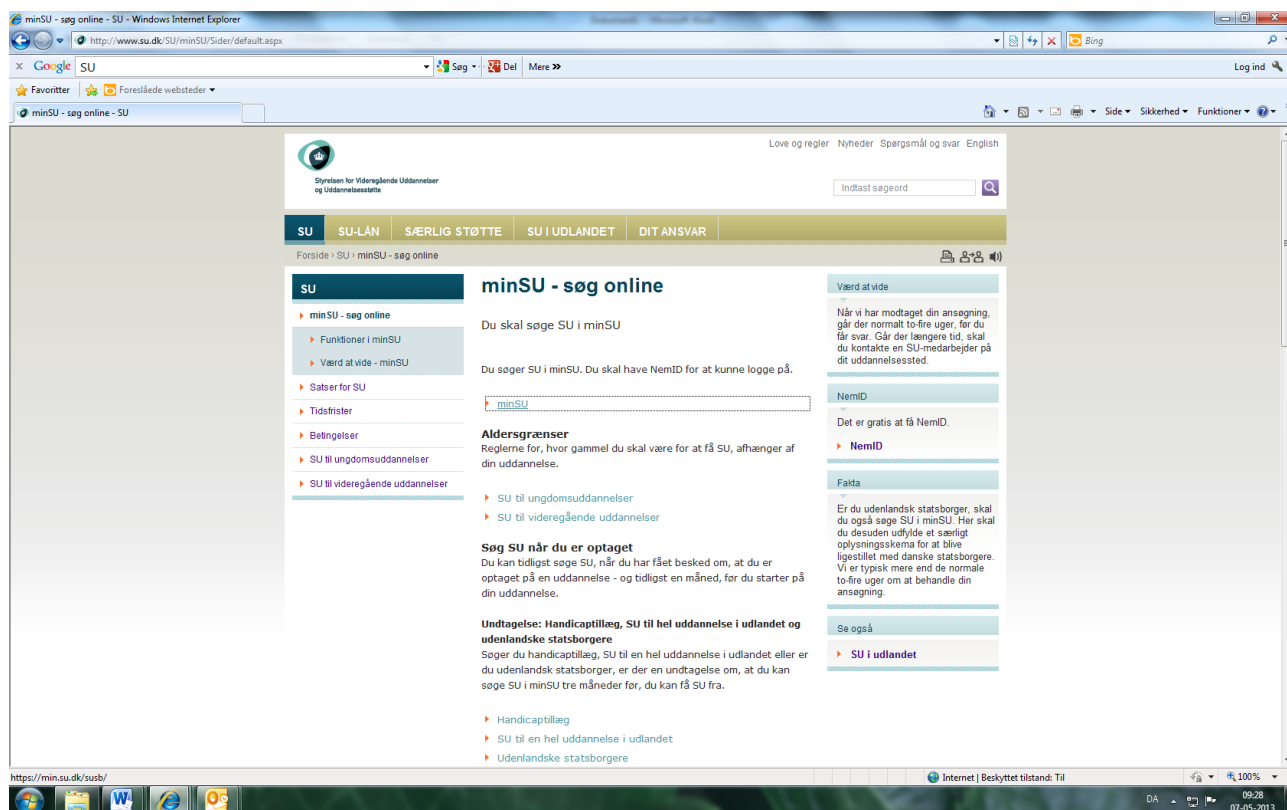 minSU - søg online - SU - Windows Internet Explorer
http://www.su.dk/SU/minSU/Sider/default.aspx
Bing
x Google SU
Søg
Del
Mere »
Log ind
Favoritter
Foreslåede websteder
minSU - søg online - SU
Side
Sikkerhed
Funktioner
Love og regler Nyheder Spørgsmål og svar English
Styrelsen for Videregående Uddannelser
og Uddannelsesstøtte
Indtast søgeord
SU SU-LÅN SÆRLIG STØTTE SU I UDLANDET DIT ANSVAR
Forside › SU › minSU - søg online
SU
minSU - søg online
Funktioner i minSU
Værd at vide - minSU
Satser for SU
Tidsfrister
Betingelser
SU til ungdomsuddannelser
SU til videregående uddannelser
minSU - søg online
Du skal søge SU i minSU
Du søger SU i minSU. Du skal have NemID for at kunne logge på.
minSU
Aldersgrænser
Reglerne for, hvor gammel du skal være for at få SU, afhænger af
din uddannelse.
SU til ungdomsuddannelser
SU til videregående uddannelser
Søg SU når du er optaget
Du kan tidligst søge SU, når du har fået besked om, at du er
optaget på en uddannelse - og tidligst en måned, før du starter på
din uddannelse.
Undtagelse: Handicaptillæg, SU til hel uddannelse i udlandet og
udenlandske statsborgere
Søger du handicaptillæg, SU til en hel uddannelse i udlandet eller er
du udenlandsk statsborger, er der en undtagelse om, at du kan
søge SU i minSU tre måneder før, du kan få SU fra.
Handicaptillæg
SU til en hel uddannelse i udlandet
Udenlandske statsborgere
Værd at vide
Når vi har modtaget din ansøgning,
går der normalt to-fire uger, før du
får svar. Går der længere tid, skal
du kontakte en SU-medarbejder på
dit uddannelsessted.
NemID
Det er gratis at få NemID.
NemID
Fakta
Er du udenlandsk statsborger, skal
du også søge SU i minSU. Her skal
du desuden udfylde et særligt
oplysningsskema for at blive
ligestillet med danske statsborgere.
Vi er typisk mere end de normale
to-fire uger om at behandle din
ansøgning.
Se også
SU i udlandet
https://min.su.dk/susb/
Internet | Beskyttet tilstand: Til
100%
DA
09:28
07-05-2013